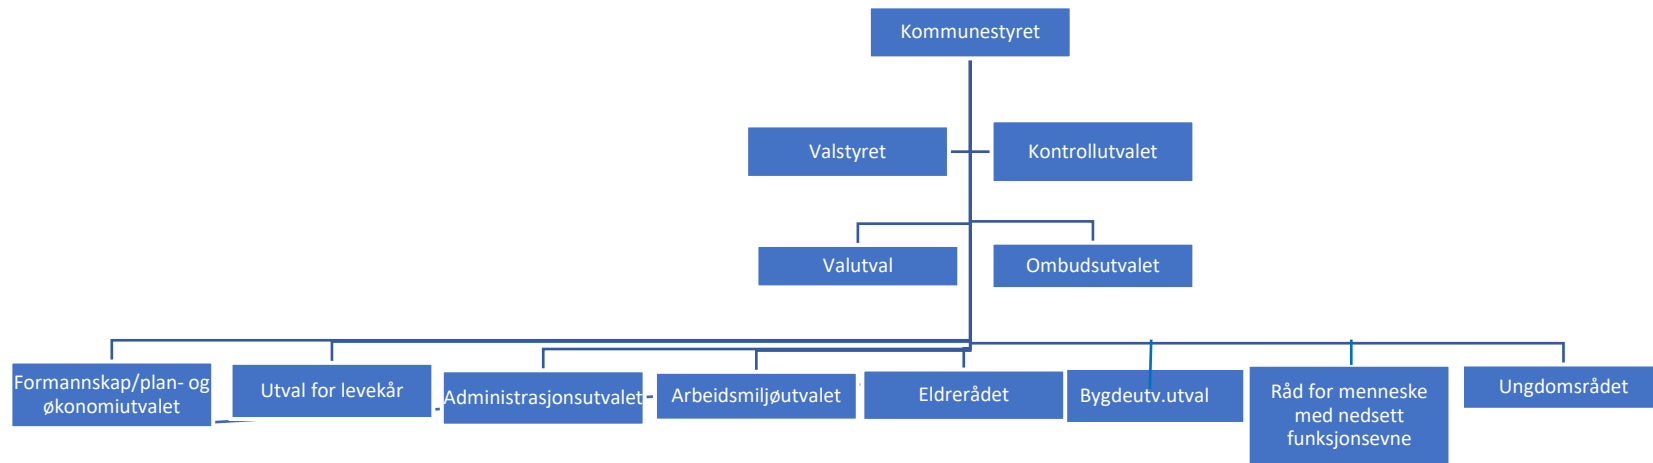 Kommunestyret
Valstyret
Kontrollutvalet
Valutval
Ombudsutvalet
Formannskap/plan- og
økonomiutvalet
Utval for levekår
Administrasjonsutvalet
Arbeidsmiljøutvalet
Eldrerådet
Bygdeutv.utval
Råd for menneske
med nedsett
funksjonsevne
Ungdomsrådet